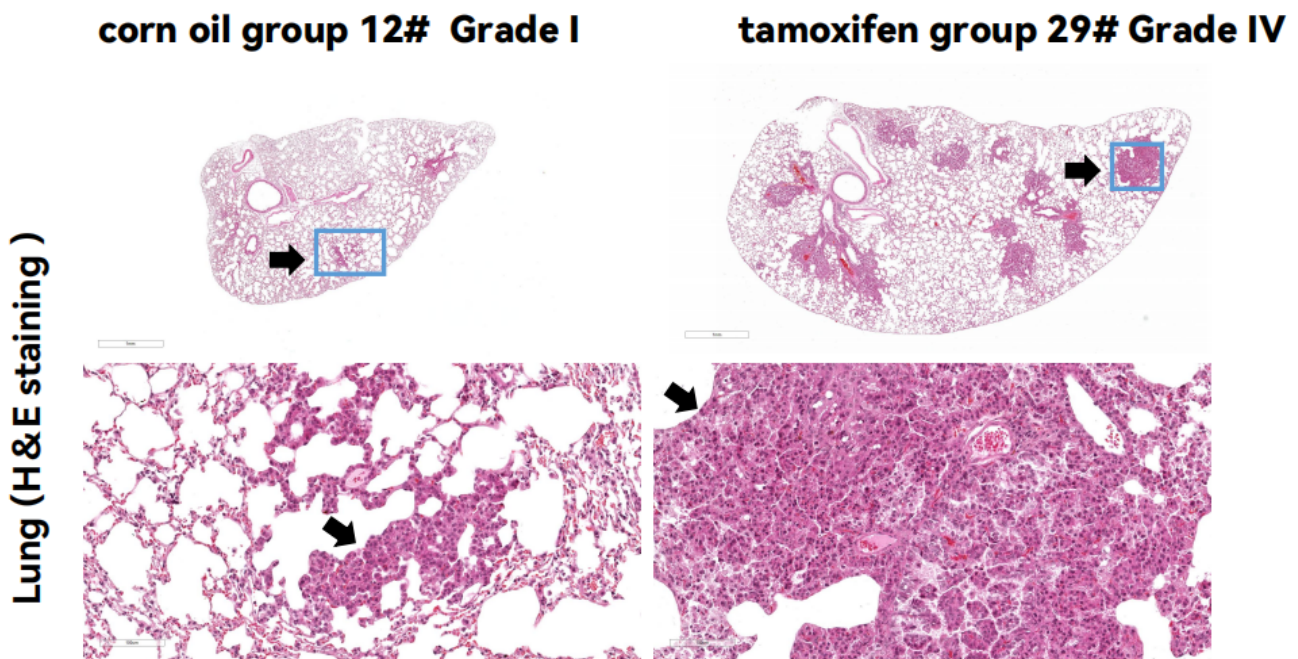 corn oil group 12# Grade I
tamoxifen group 29# Grade IV
Lung (H&E staining )